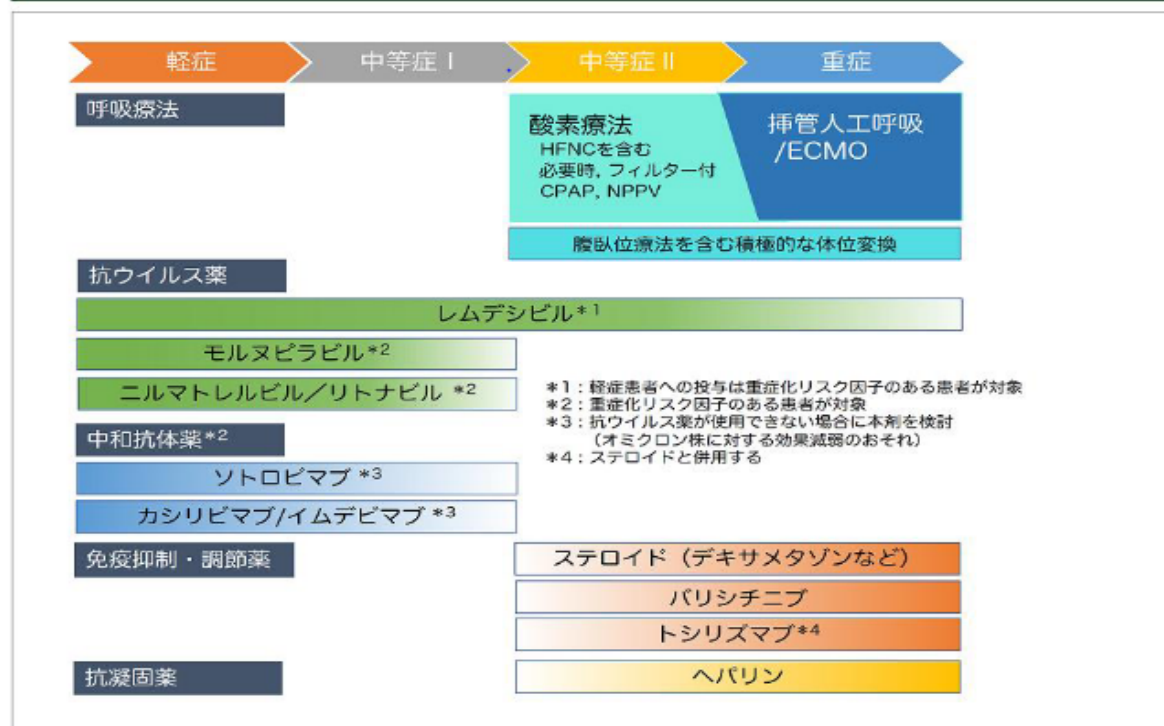 軽症
中等症 I
中等症 II
重症
呼吸療法
酸素療法
HFNCを含む
必要時, フィルター付
CPAP, NPPV
挿管人工呼吸
/ECMO
腹臥位療法を含む積極的な体位変換
抗ウイルス薬
レムデシビル*1
モルヌピラビル*2
ニルマトレルビル／リトナビル *2
*1：軽症患者への投与は重症化リスク因子のある患者が対象
*2：重症化リスク因子のある患者が対象
*3：抗ウイルス薬が使用できない場合に本剤を検討
（オミクロン株に対する効果減弱のおそれ）
*4：ステロイドと併用する
中和抗体薬*2
ソトロビマブ *3
カシリビマブ/イムデビマブ *3
免疫抑制・調節薬
ステロイド（デキサメタゾンなど）
バリシチニブ
トシリズマブ*4
抗凝固薬
ヘパリン